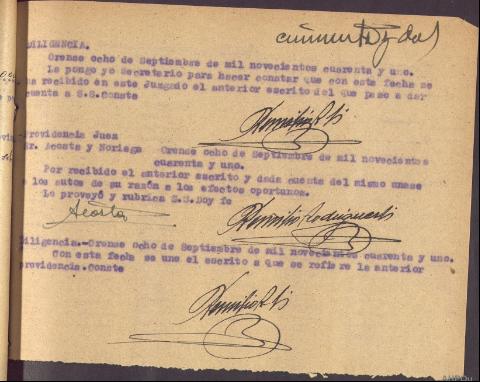 cincuenta y dos
DILIGENCIA.
Orense ocho de Septiembre de mil novecientos cuarenta y uno.
La pongo yo Secretario para hacer constar que con esta fecha se
ha recibido en este Juzgado el anterior escrito del que paso a dar
cuenta a S.S. Conste
Providencia Juez
Sr. Acosta y Noriega Orense ocho de Septiembre de mil novecientos
cuarenta y uno.
Por recibido el anterior escrito y dada cuenta del mismo unase
a los autos de su razón a los efectos oportunos.
Lo proveyó y rubrica S.S. Doy fe
Acosta
Diligencia.-Orense ocho de Septiembre de mil novecientos cuarenta y uno.
Con esta fecha se une el escrito a que se refiere la anterior
providencia.Conste